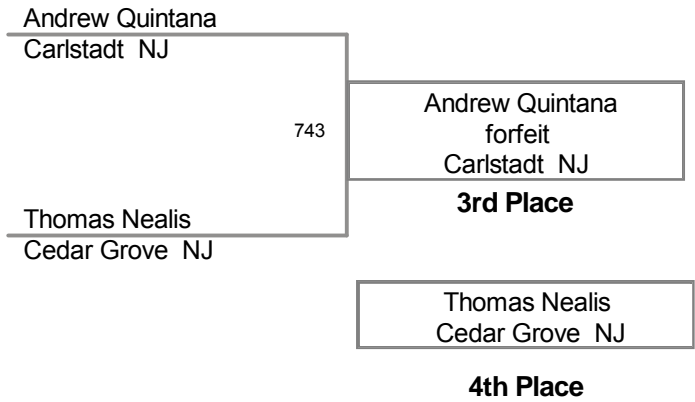 Andrew Quintana
Carlstadt  NJ
743
Andrew Quintana
forfeit
Carlstadt  NJ
3rd Place
Thomas Nealis
Cedar Grove  NJ
Thomas Nealis
Cedar Grove  NJ
4th Place